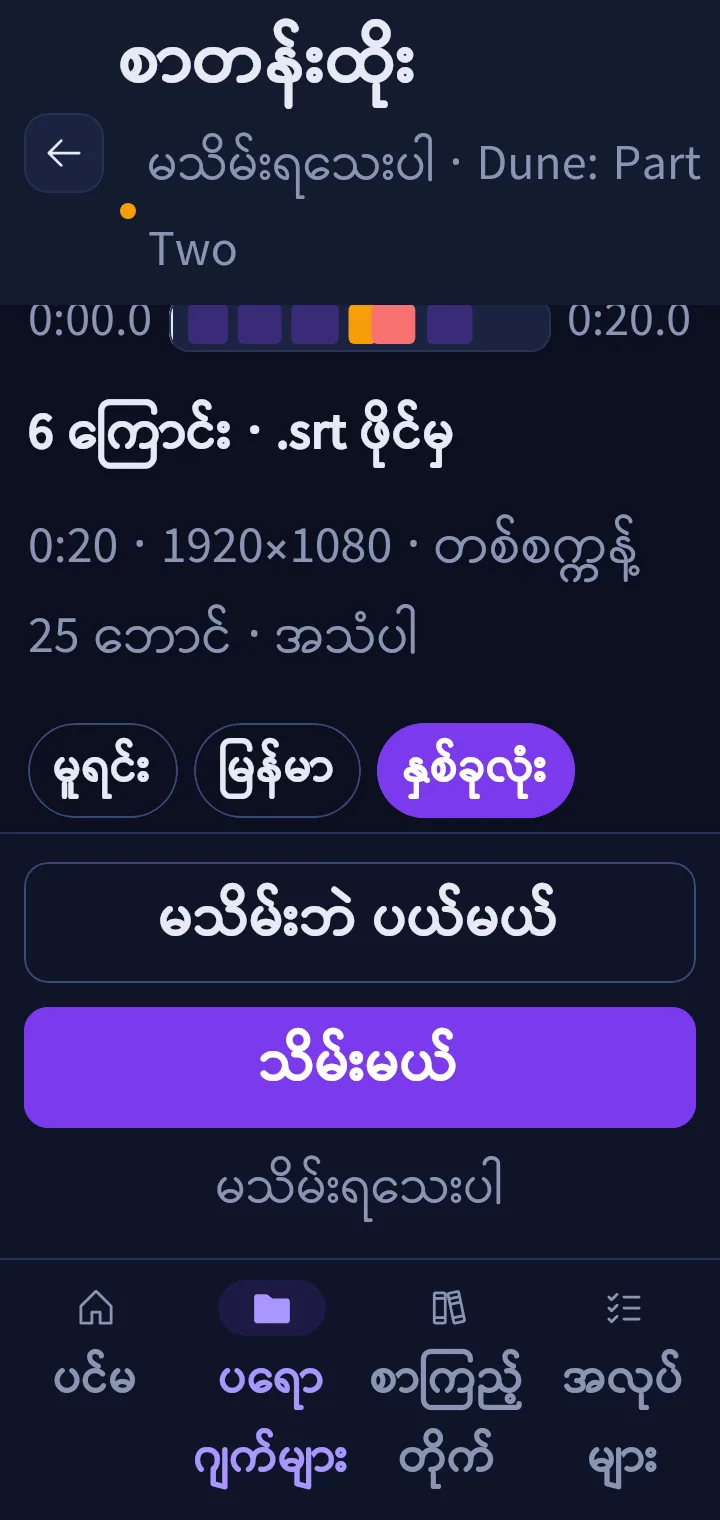 စာတန်းထိုး
မသိမ်းရသေးပါ · Dune: Part
Two
0:00.0 0:20.0
6 ကြောင်း · .srt ဖိုင်မှ
0:20 · 1920×1080 · တစ်စက္ကန့်
25 ဘောင် · အသံပါ
မူရင်း မြန်မာ နှစ်ခုလုံး
မသိမ်းဘဲ ပယ်မယ်
သိမ်းမယ်
မသိမ်းရသေးပါ
ပင်မ ပရော စာကြည့် အလုပ်
ဂျက်များ တိုက် များ